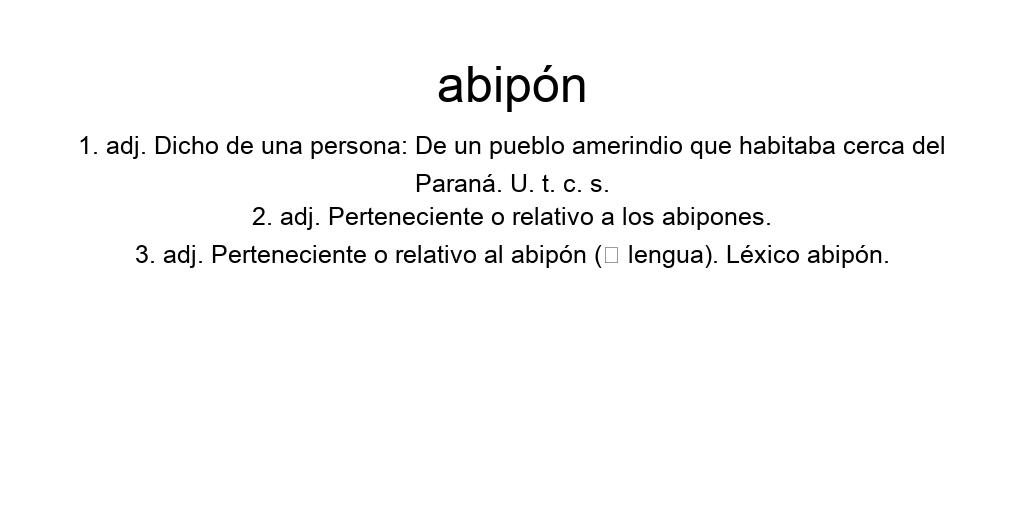 abipón
1. adj. Dicho de una persona: De un pueblo amerindio que habitaba cerca del
Paraná. U. t. c. s.
2. adj. Perteneciente o relativo a los abipones.
3. adj. Perteneciente o relativo al abipón (□ lengua). Léxico abipón.